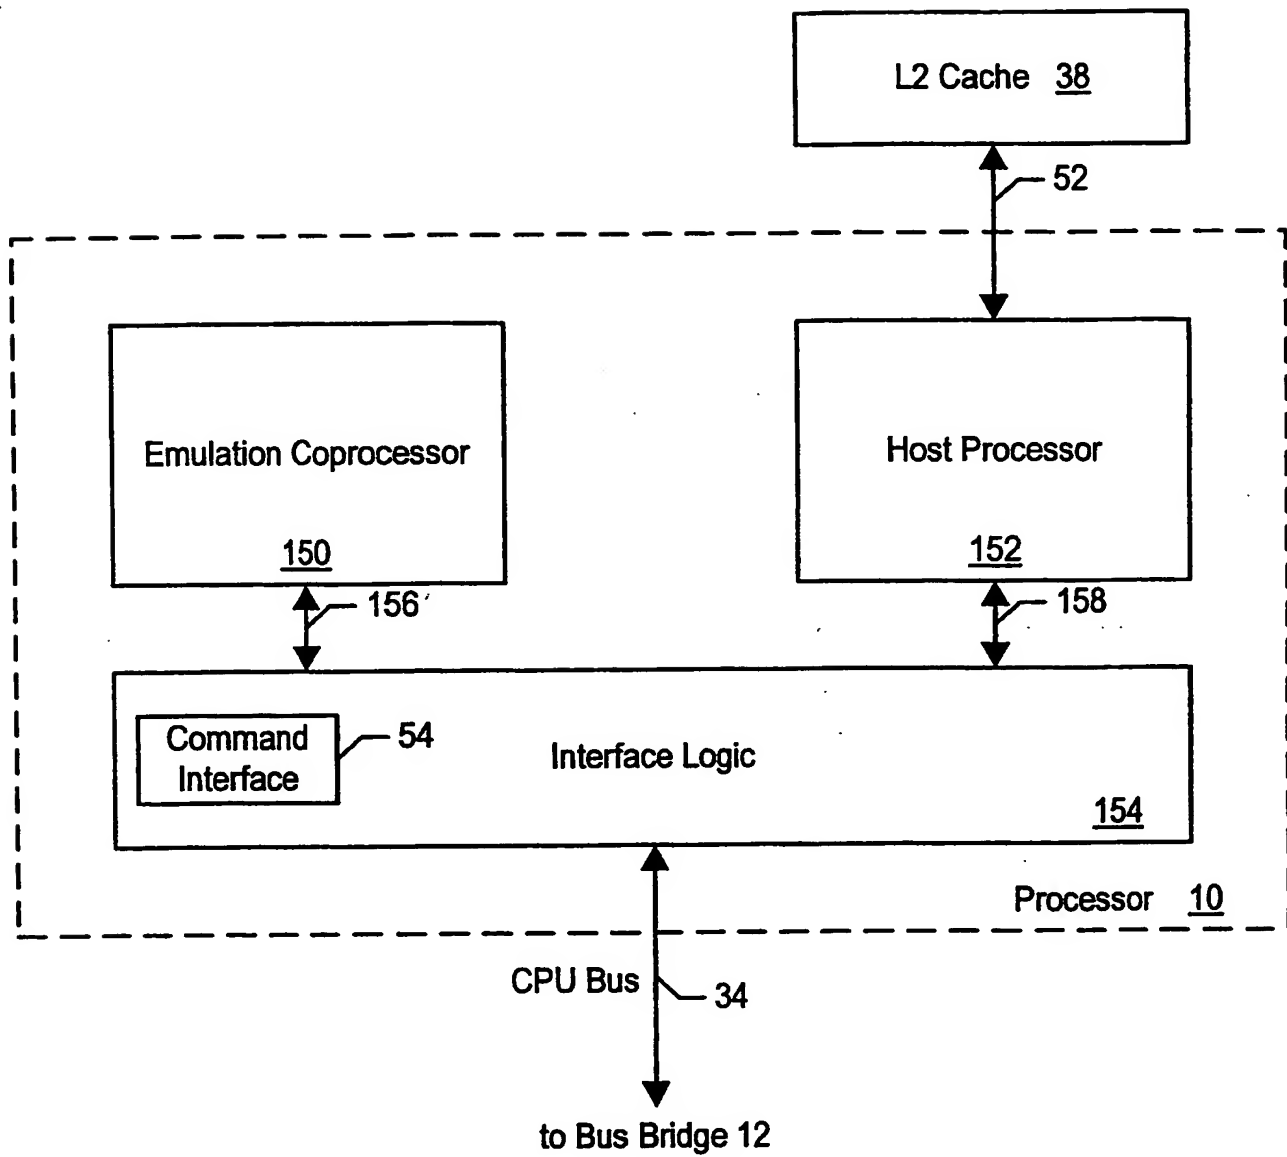 L2 Cache 38
52
Emulation Coprocessor
150
Host Processor
152
156
158
Command
Interface
54
Interface Logic
154
Processor 10
CPU Bus
34
to Bus Bridge 12